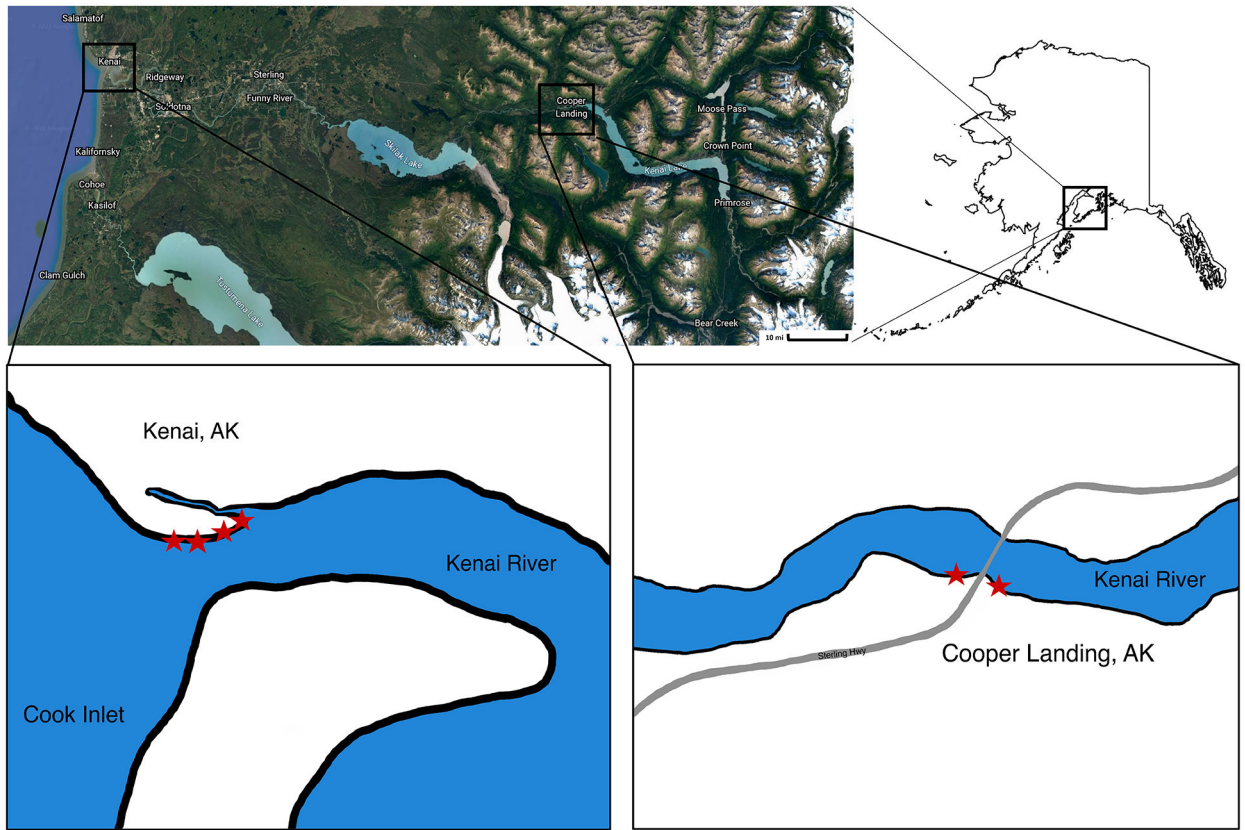 Salamatof
Kenai
Ridgeway
Soldotna
Sterling
Funny River
Kalifornsky
Cohoe
Kasilof
Clam Gulch
Tustumena Lake
Skilak Lake
Cooper
Landing
Kenai Lake
Moose Pass
Crown Point
Primrose
Bear Creek
10 mi
Kenai, AK
Kenai River
Cook Inlet
Kenai River
Sterling Hwy
Cooper Landing, AK